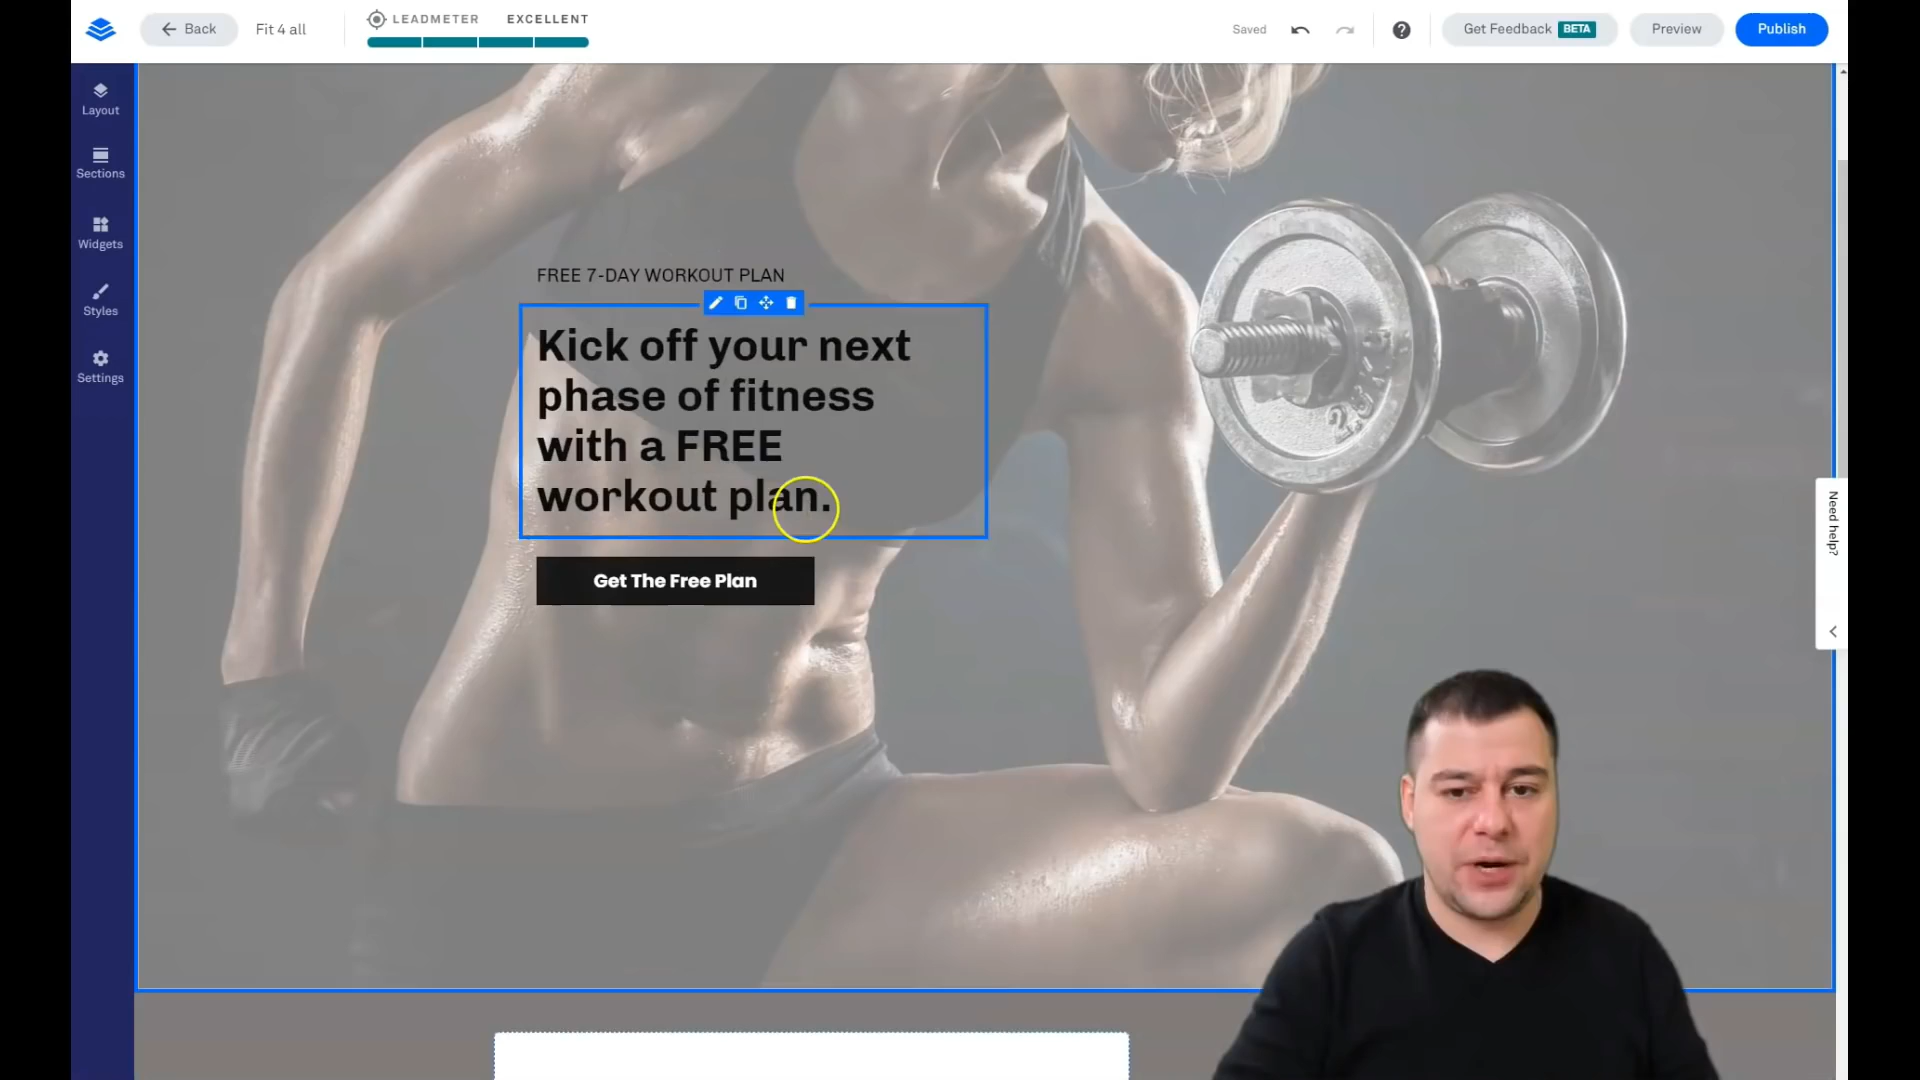 Back
Fit 4 all
LEADMETER EXCELLENT
Saved
Get Feedback BETA
Preview
Publish
Layout
Sections
Widgets
Styles
Settings
FREE 7-DAY WORKOUT PLAN
Kick off your next
phase of fitness
with a FREE
workout plan.
Get The Free Plan
Need help?